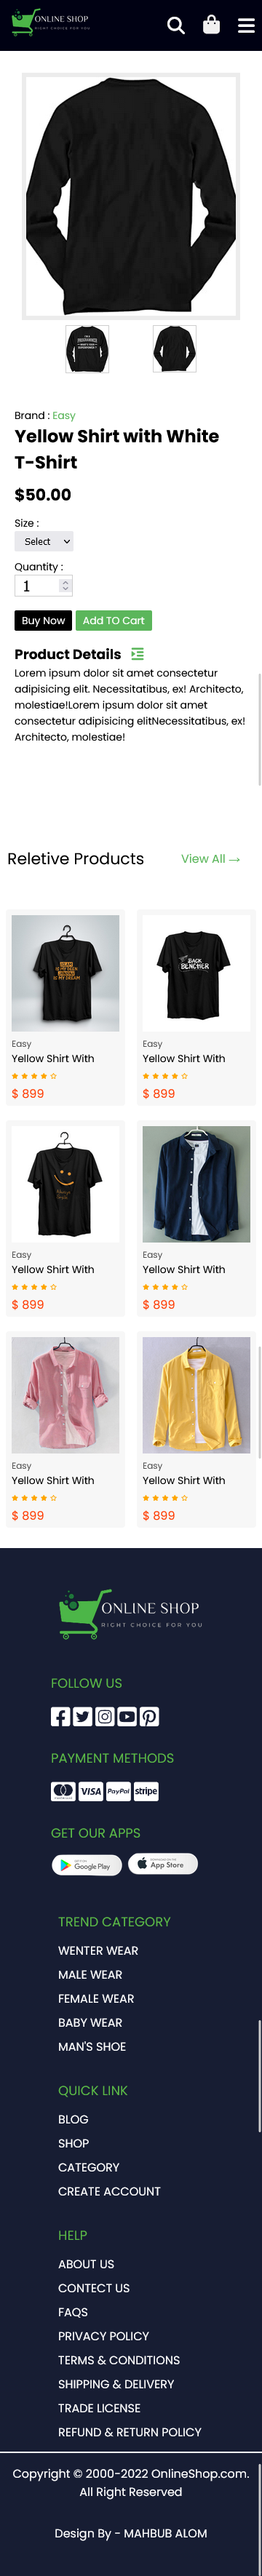 ONLINE SHOP
RIGHT CHOICE FOR YOU
Brand : Easy
Yellow Shirt with White
T-Shirt
$50.00
Size :
Select
Quantity :
1
Buy Now
Add TO Cart
Product Details
Lorem ipsum dolor sit amet consectetur
adipisicing elit. Necessitatibus, ex! Architecto,
molestiae!Lorem ipsum dolor sit amet
consectetur adipisicing elitNecessitatibus, ex!
Architecto, molestiae!
Reletive Products
View All →
BACK
BENCHER
Easy
Yellow Shirt With
$ 899
Easy
Yellow Shirt With
$ 899
Easy
Yellow Shirt With
$ 899
Easy
Yellow Shirt With
$ 899
Easy
Yellow Shirt With
$ 899
Easy
Yellow Shirt With
$ 899
ONLINE SHOP
RIGHT CHOICE FOR YOU
FOLLOW US
PAYMENT METHODS
VISA
PayPal
stripe
GET OUR APPS
Google Play
App Store
TREND CATEGORY
WINTER WEAR
MALE WEAR
FEMALE WEAR
BABY WEAR
MAN'S SHOE
QUICK LINK
BLOG
SHOP
CATEGORY
CREATE ACCOUNT
HELP
ABOUT US
CONTECT US
FAQS
PRIVACY POLICY
TERMS & CONDITIONS
SHIPPING & DELIVERY
TRADE LICENSE
REFUND & RETURN POLICY
Copyright © 2000-2022 OnlineShop.com.
All Right Reserved
Design By - MAHBUB ALOM